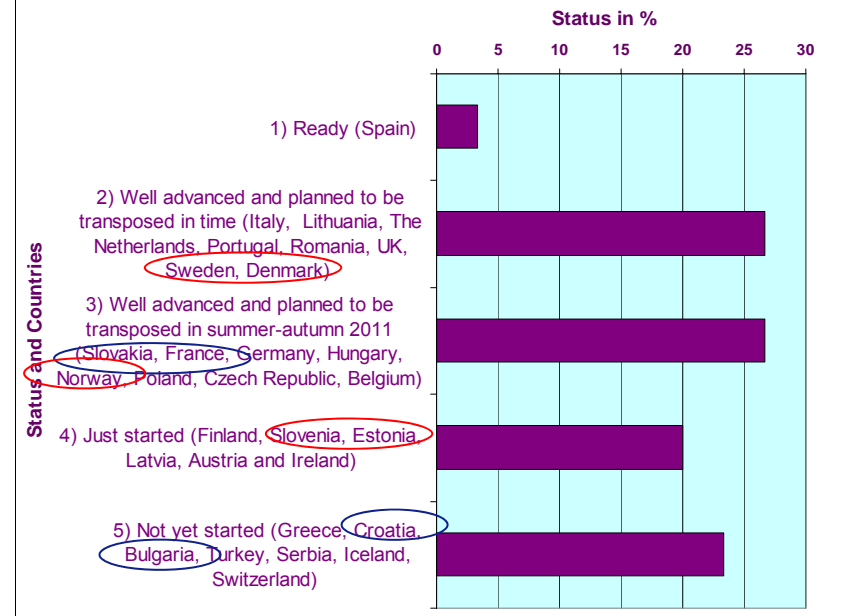 Status in %
0 5 10 15 20 25 30
Status and Countries
1) Ready (Spain)
2) Well advanced and planned to be
transposed in time (Italy, Lithuania, The
Netherlands, Portugal, Romania, UK,
Sweden, Denmark)
3) Well advanced and planned to be
transposed in summer-autumn 2011
(Slovakia, France, Germany, Hungary,
Norway, Poland, Czech Republic, Belgium)
4) Just started (Finland, Slovenia, Estonia,
Latvia, Austria and Ireland)
5) Not yet started (Greece, Croatia,
Bulgaria, Turkey, Serbia, Iceland,
Switzerland)